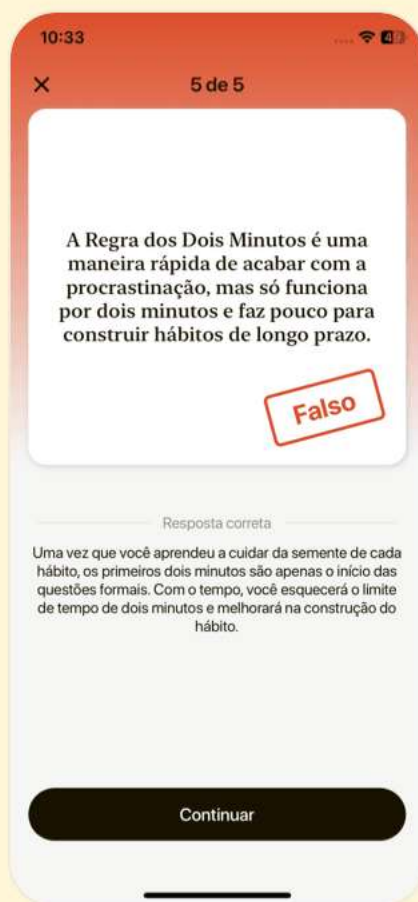 10:33
5 de 5
A Regra dos Dois Minutos é uma
maneira rápida de acabar com a
procrastinação, mas só funciona
por dois minutos e faz pouco para
construir hábitos de longo prazo.
Falso
Resposta correta
Uma vez que você aprendeu a cuidar da semente de cada
hábito, os primeiros dois minutos são apenas o início das
questões formais. Com o tempo, você esquecerá o limite
de tempo de dois minutos e melhorará na construção do
hábito.
Continuar